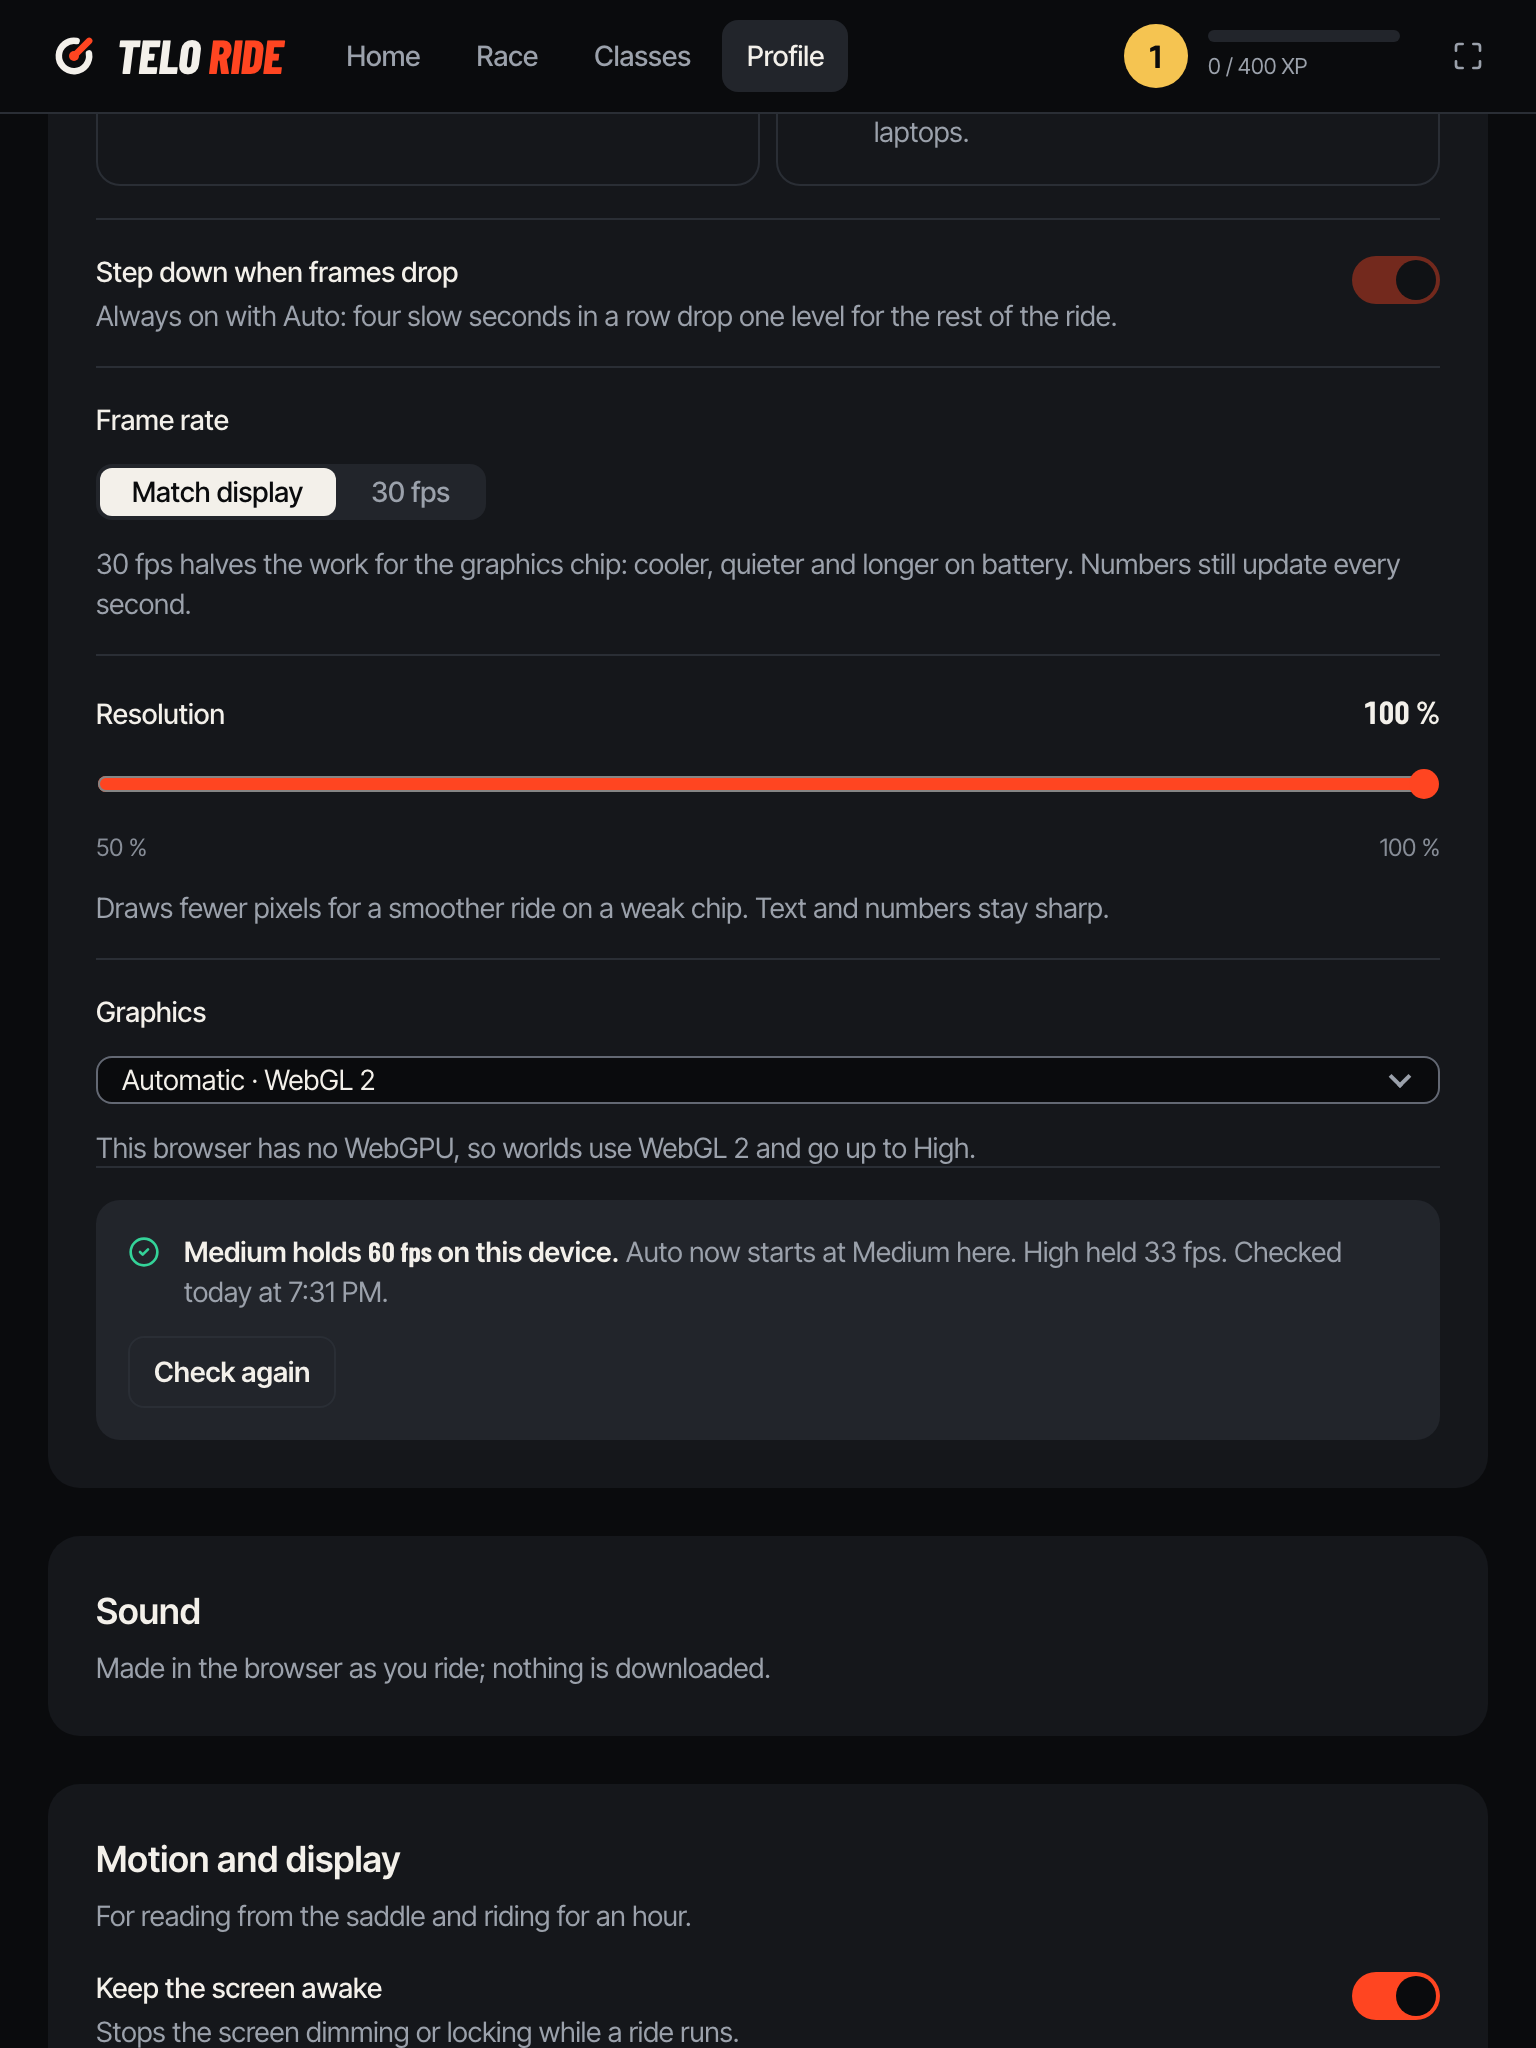 TELO RIDE
Home
Race
Classes
Profile
1
0 / 400 XP
laptops.
Step down when frames drop
Always on with Auto: four slow seconds in a row drop one level for the rest of the ride.
Frame rate
Match display
30 fps
30 fps halves the work for the graphics chip: cooler, quieter and longer on battery. Numbers still update every
second.
Resolution
100 %
50 %
100 %
Draws fewer pixels for a smoother ride on a weak chip. Text and numbers stay sharp.
Graphics
Automatic · WebGL 2
This browser has no WebGPU, so worlds use WebGL 2 and go up to High.
Medium holds 60 fps on this device. Auto now starts at Medium here. High held 33 fps. Checked
today at 7:31 PM.
Check again
Sound
Made in the browser as you ride; nothing is downloaded.
Motion and display
For reading from the saddle and riding for an hour.
Keep the screen awake
Stops the screen dimming or locking while a ride runs.